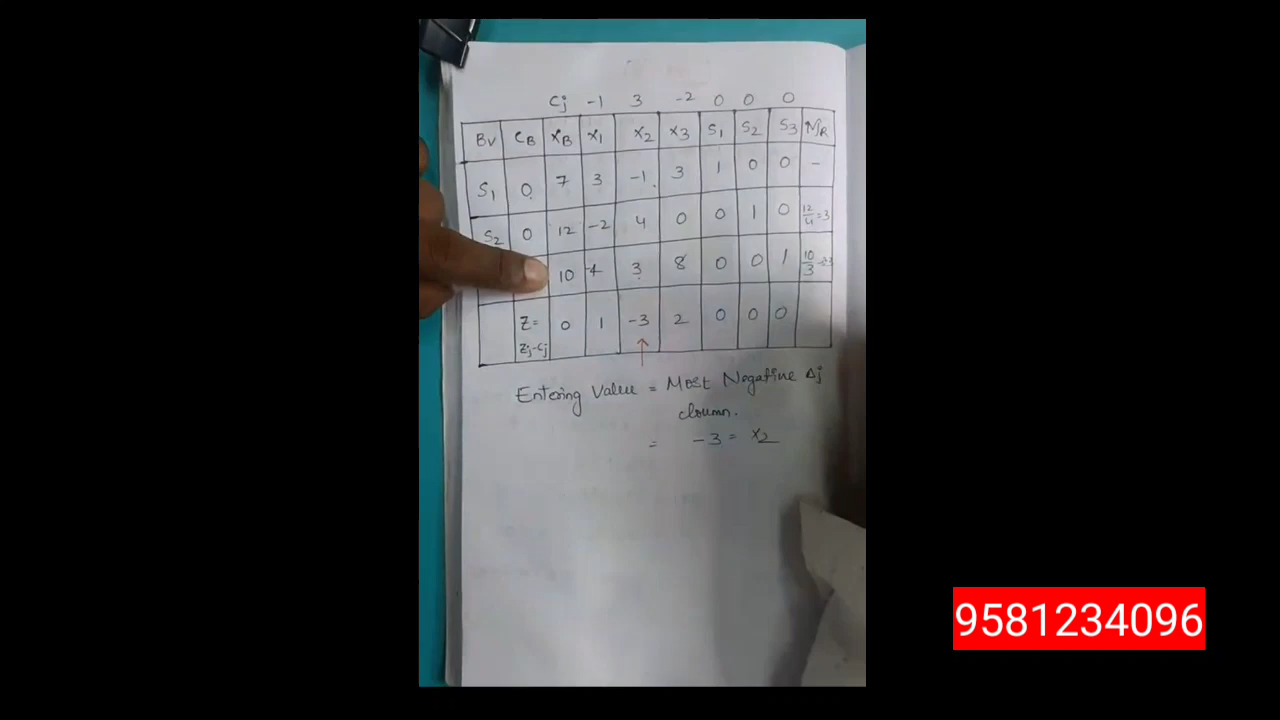 Cj -1 3 -2 0 0 0
BV CB XB X1 X2 X3 S1 S2 S3 MR
S1 0 7 3 -1 3 1 0 0 -
S2 0 12 -2 4 0 0 1 0 12/4=3
10 -4 3 8 0 0 1 10/3=3.3
Z= 0 1 -3 2 0 0 0
Zj-Cj
Entering Value = Most Negative Δj
cloumn.
= -3 = X2
9581234096